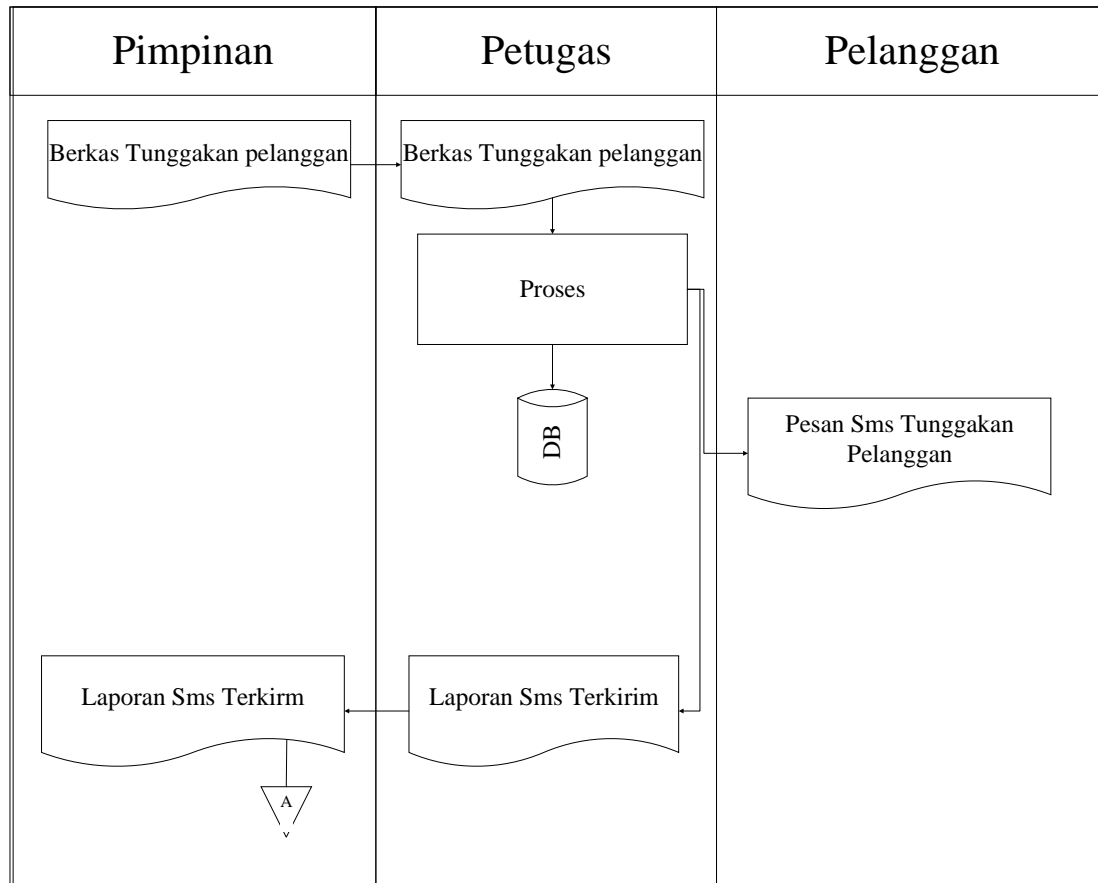 Pimpinan
Petugas
Pelanggan
Berkas Tunggakan pelanggan
Berkas Tunggakan pelanggan
Proses
DB
Pesan Sms Tunggakan
Pelanggan
Laporan Sms Terkirm
Laporan Sms Terkirim
A